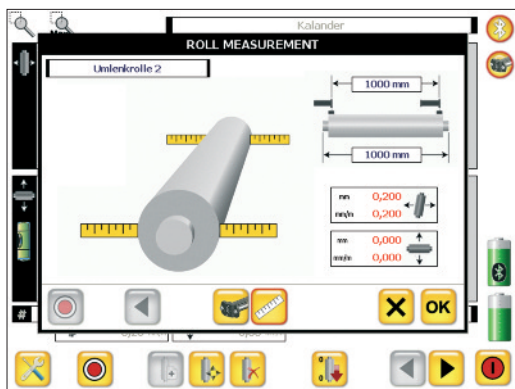 Kalander
ROLL MEASUREMENT
Umlenkrolle 2
1000 mm
1000 mm
mm 0,200
mm/m 0,200
mm 0,000
mm/m 0,000
OK
#